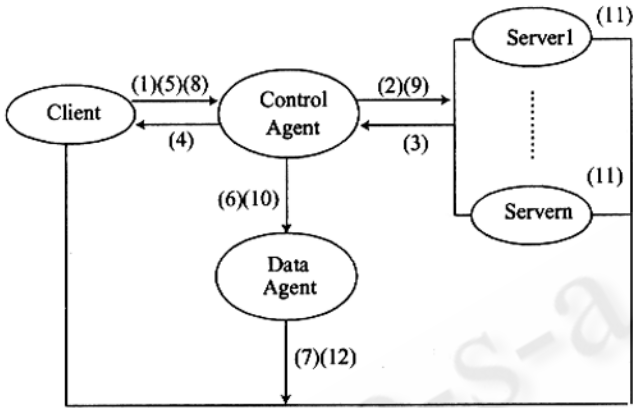 (11)
Server1
(1)(5)(8)
(2)(9)
Client
Control
Agent
(4)
(3)
(11)
(6)(10)
Servern
Data
Agent
(7)(12)